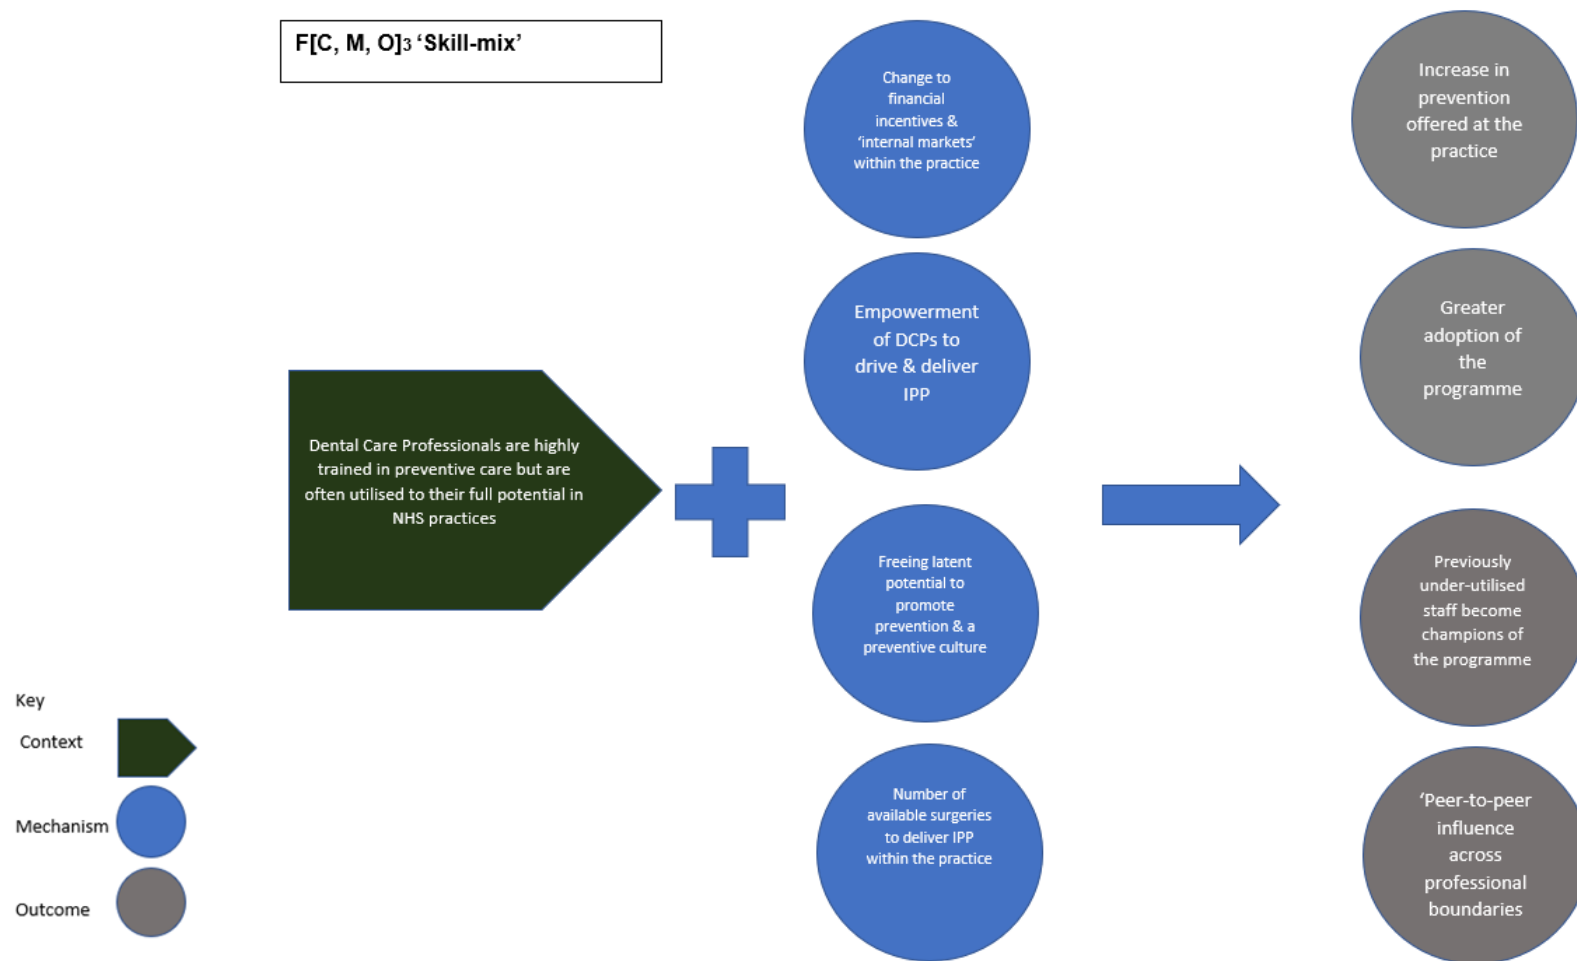 F[C, M, O]3 ‘Skill-mix’
Dental Care Professionals are highly
trained in preventive care but are
often utilised to their full potential in
NHS practices
Change to
financial
incentives &
‘internal markets’
within the practice
Empowerment
of DCPs to
drive & deliver
IPP
Freeing latent
potential to
promote
prevention & a
preventive culture
Number of
available surgeries
to deliver IPP
within the practice
Increase in
prevention
offered at the
practice
Greater
adoption of
the
programme
Previously
under-utilised
staff become
champions of
the programme
‘Peer-to-peer
influence
across
professional
boundaries
Key
Context
Mechanism
Outcome